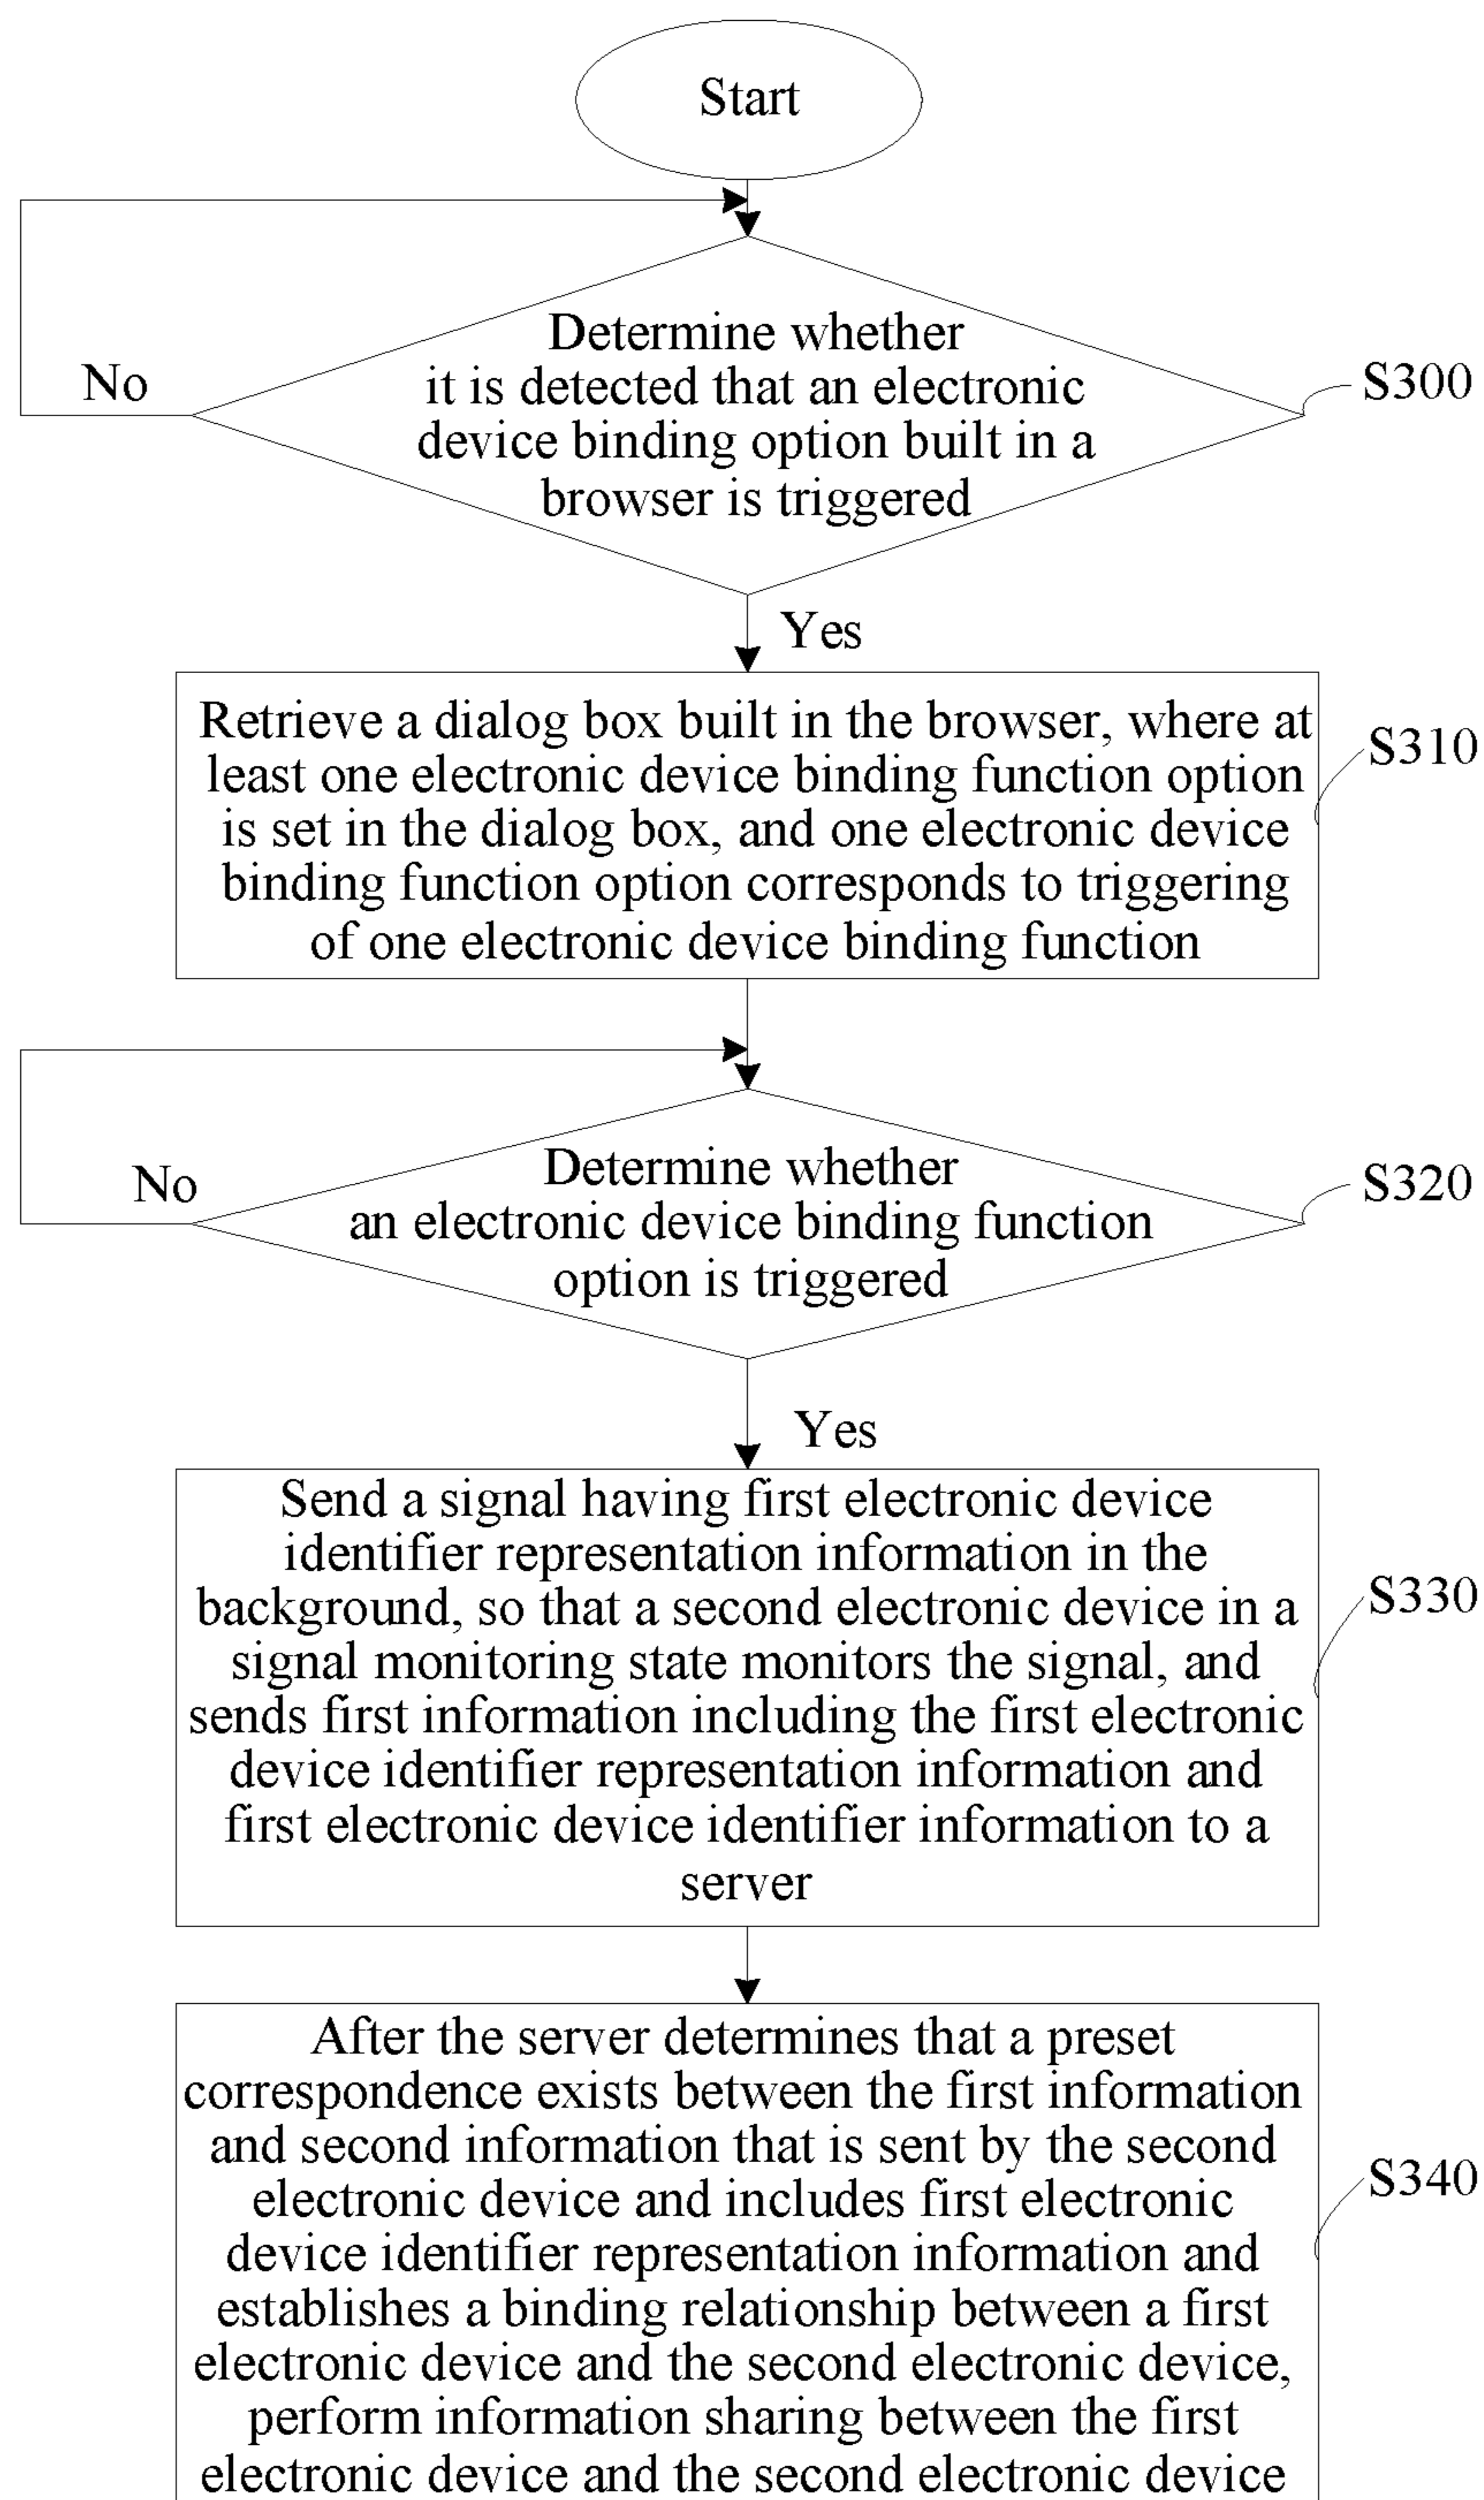 Start
Determine whether
it is detected that an electronic
device binding option built in a
browser is triggered
No
S300
Yes
Retrieve a dialog box built in the browser, where at
least one electronic device binding function option
is set in the dialog box, and one electronic device
binding function option corresponds to triggering
of one electronic device binding function
S310
Determine whether
an electronic device binding function
option is triggered
No
S320
Yes
Send a signal having first electronic device
identifier representation information in the
background, so that a second electronic device in a
signal monitoring state monitors the signal, and
sends first information including the first electronic
device identifier representation information and
first electronic device identifier information to a
server
S330
After the server determines that a preset
correspondence exists between the first information
and second information that is sent by the second
electronic device and includes first electronic
device identifier representation information and
establishes a binding relationship between a first
electronic device and the second electronic device,
perform information sharing between the first
electronic device and the second electronic device
S340